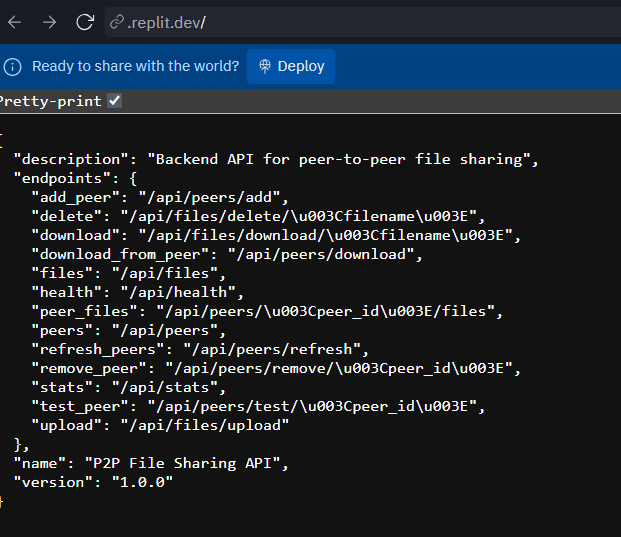 .replit.dev/
Ready to share with the world? Deploy
Pretty-print
{
"description": "Backend API for peer-to-peer file sharing",
"endpoints": {
"add_peer": "/api/peers/add",
"delete": "/api/files/delete/\u003Cfilename\u003E",
"download": "/api/files/download/\u003Cfilename\u003E",
"download_from_peer": "/api/peers/download",
"files": "/api/files",
"health": "/api/health",
"peer_files": "/api/peers/\u003Cpeer_id\u003E/files",
"peers": "/api/peers",
"refresh_peers": "/api/peers/refresh",
"remove_peer": "/api/peers/remove/\u003Cpeer_id\u003E",
"stats": "/api/stats",
"test_peer": "/api/peers/test/\u003Cpeer_id\u003E",
"upload": "/api/files/upload"
},
"name": "P2P File Sharing API",
"version": "1.0.0"
}